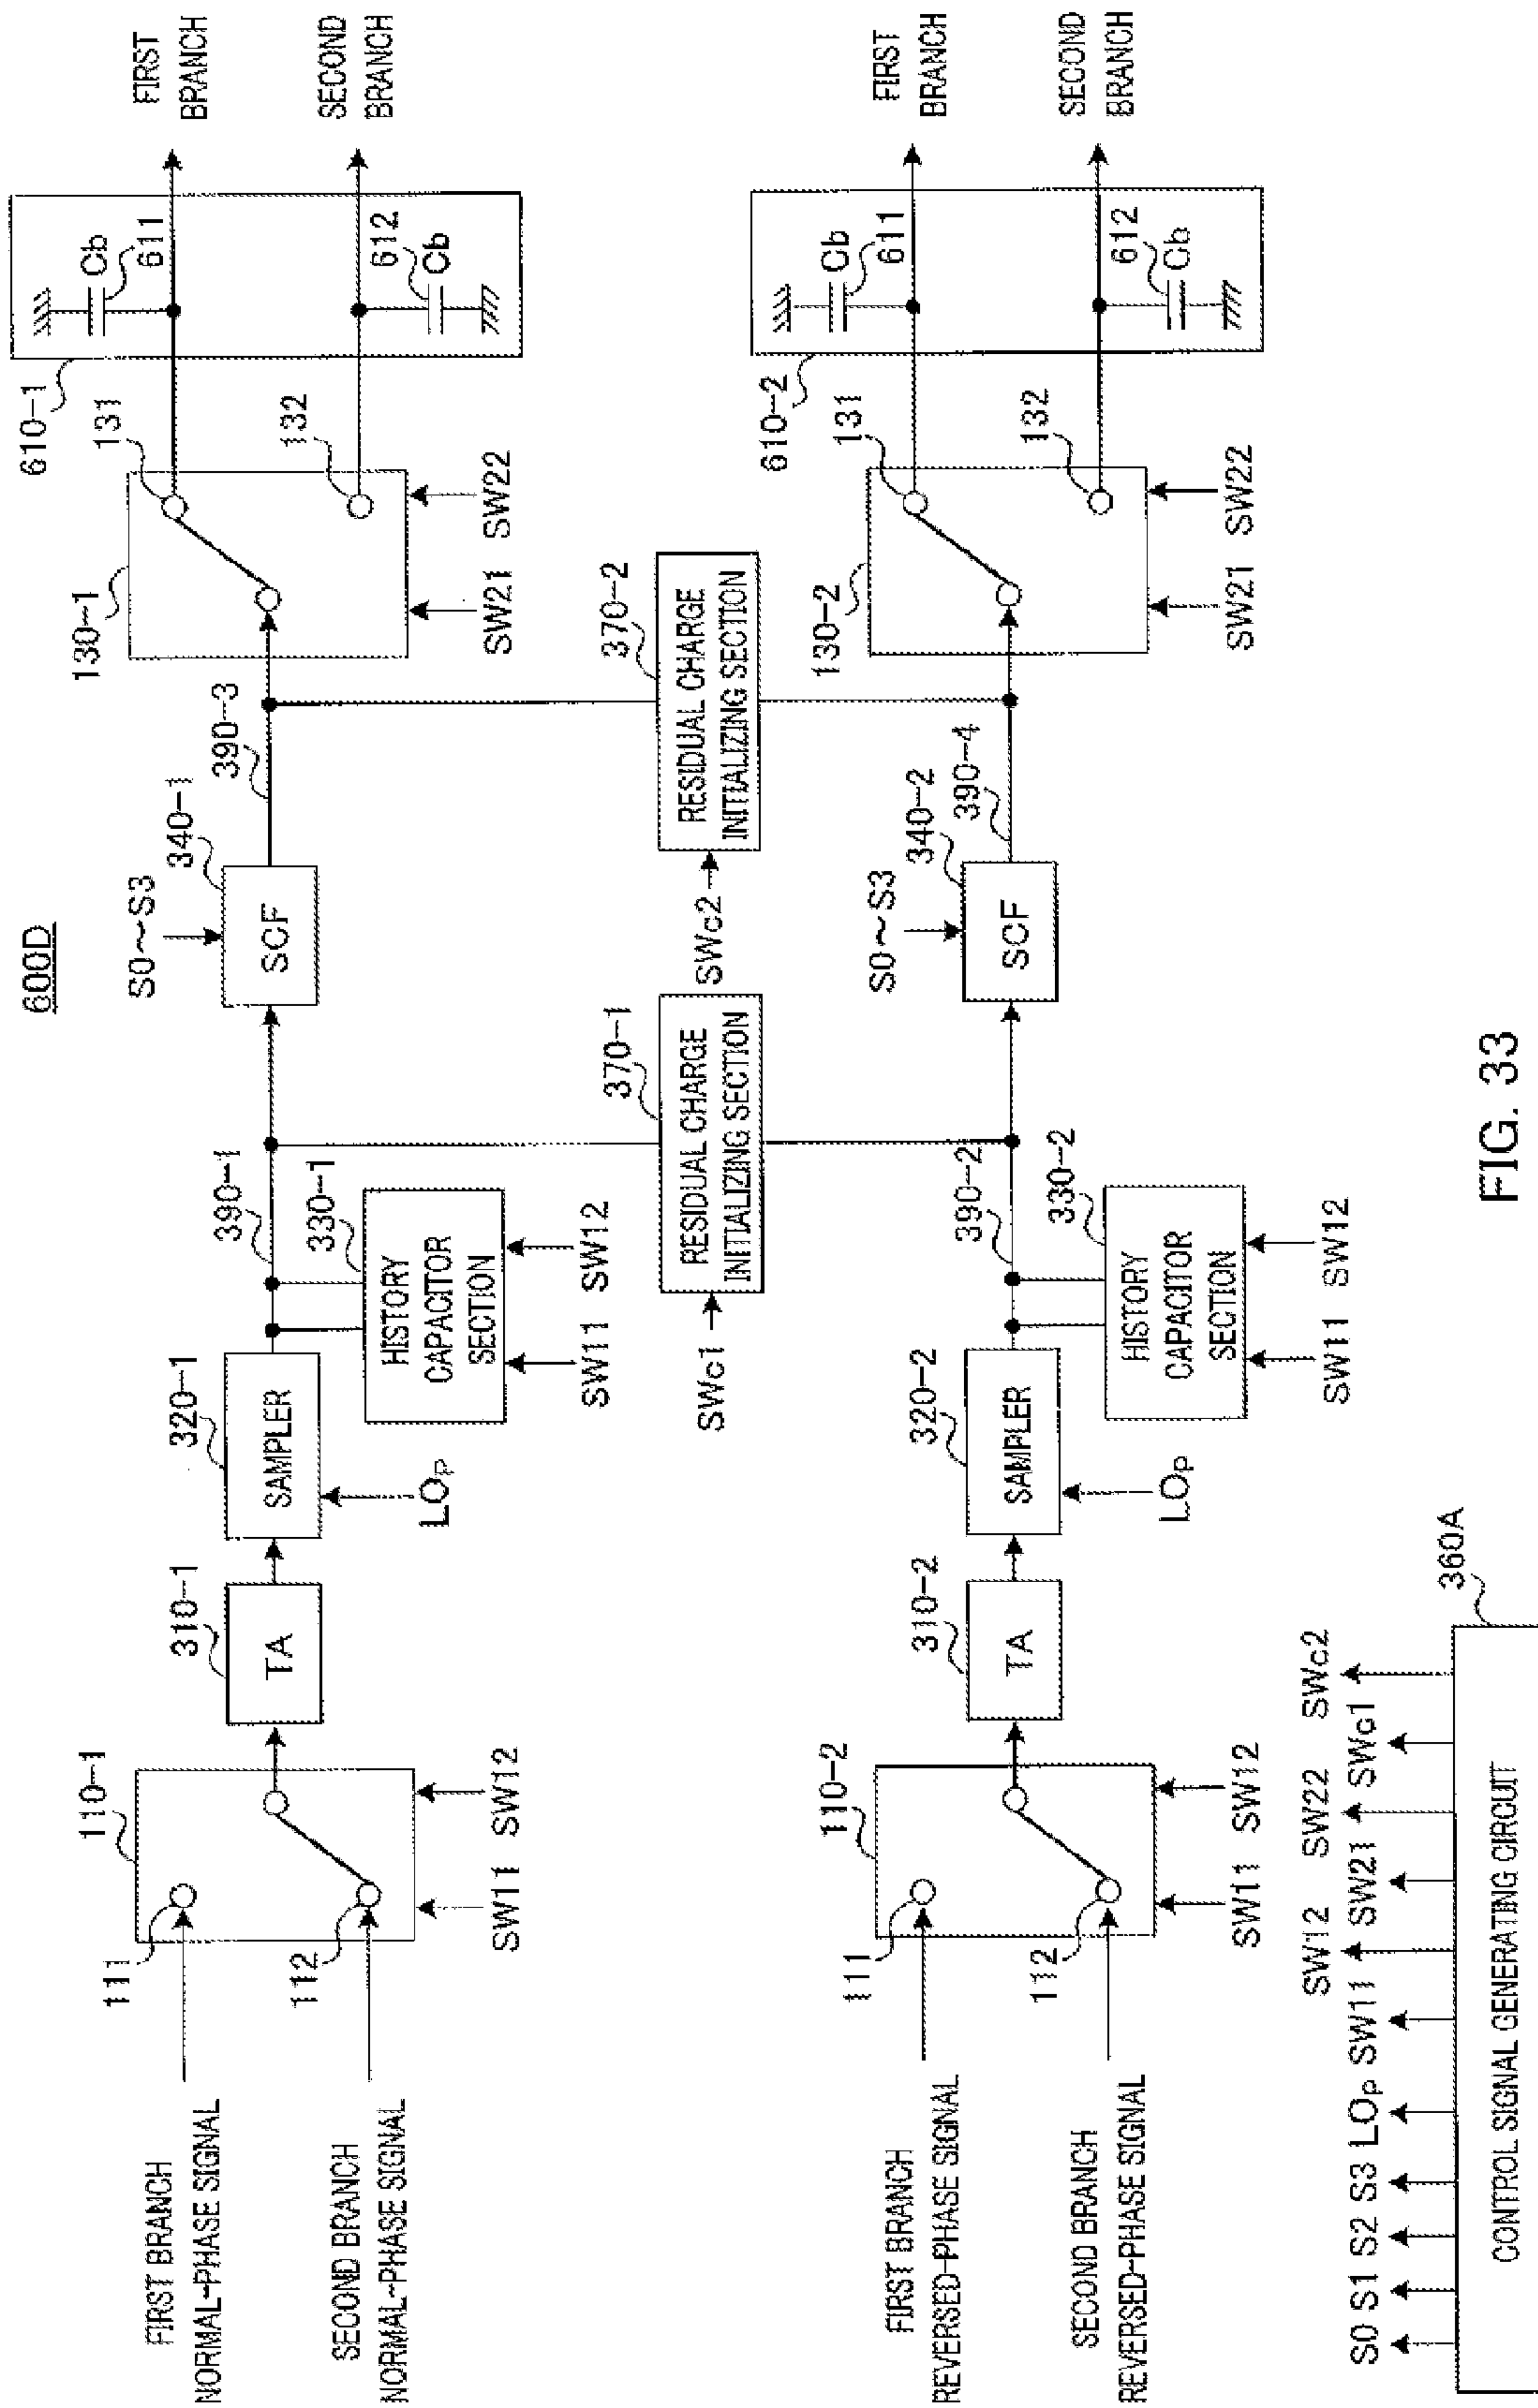 600D
FIRST BRANCH
NORMAL-PHASE SIGNAL
SECOND BRANCH
NORMAL-PHASE SIGNAL
111
112
110-1
SW11
SW12
310-1
TA
320-1
SAMPLER
LOp
390-1
330-1
HISTORY
CAPACITOR
SECTION
SW11
SW12
S0~S3
340-1
SCF
390-3
130-1
131
132
SW21
SW22
610-1
Cb
611
612
Cb
FIRST
BRANCH
SECOND
BRANCH
370-1
RESIDUAL CHARGE
INITIALIZING SECTION
SWc1
370-2
RESIDUAL CHARGE
INITIALIZING SECTION
SWc2
FIRST BRANCH
REVERSED-PHASE SIGNAL
SECOND BRANCH
REVERSED-PHASE SIGNAL
111
112
110-2
SW11
SW12
310-2
TA
320-2
SAMPLER
LOp
390-2
330-2
HISTORY
CAPACITOR
SECTION
SW11
SW12
S0~S3
340-2
SCF
390-4
130-2
131
132
SW21
SW22
610-2
Cb
611
612
Cb
FIRST
BRANCH
SECOND
BRANCH
S0 S1 S2 S3 LOp SW11 SW12 SW21 SW22 SWc1 SWc2
360A
CONTROL SIGNAL GENERATING CIRCUIT
FIG. 33